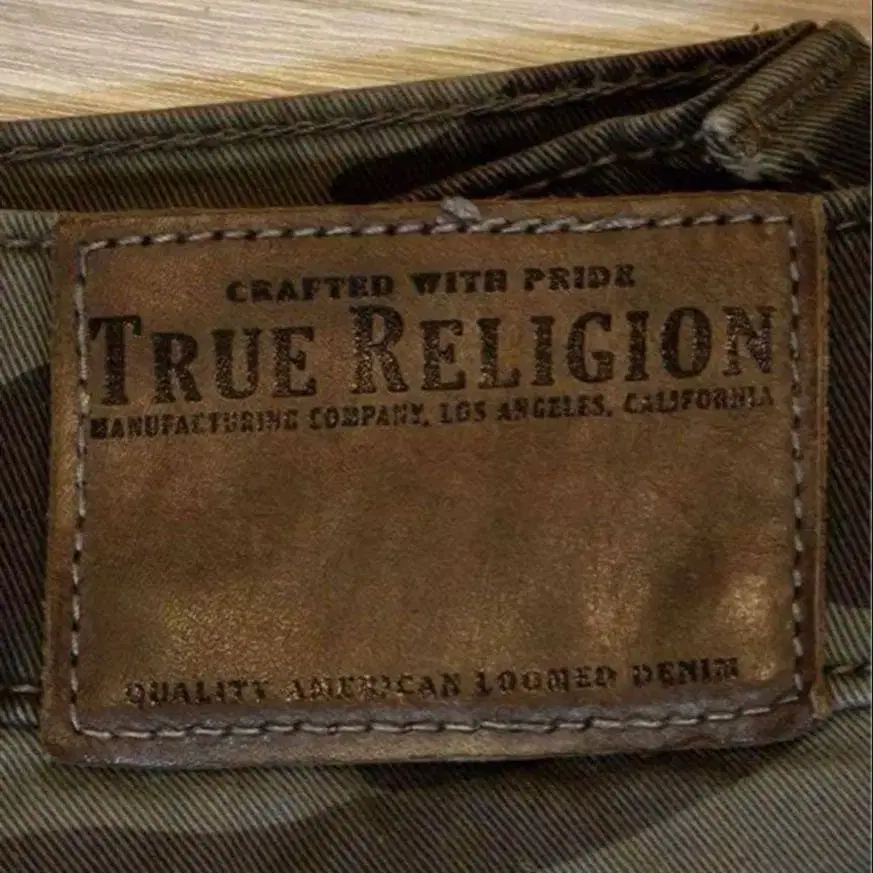 CRAFTED WITH PRIDE
TRUE RELIGION
MANUFACTURING COMPANY, LOS ANGELES, CALIFORNIA
QUALITY AMERICAN LOOMED DENIM